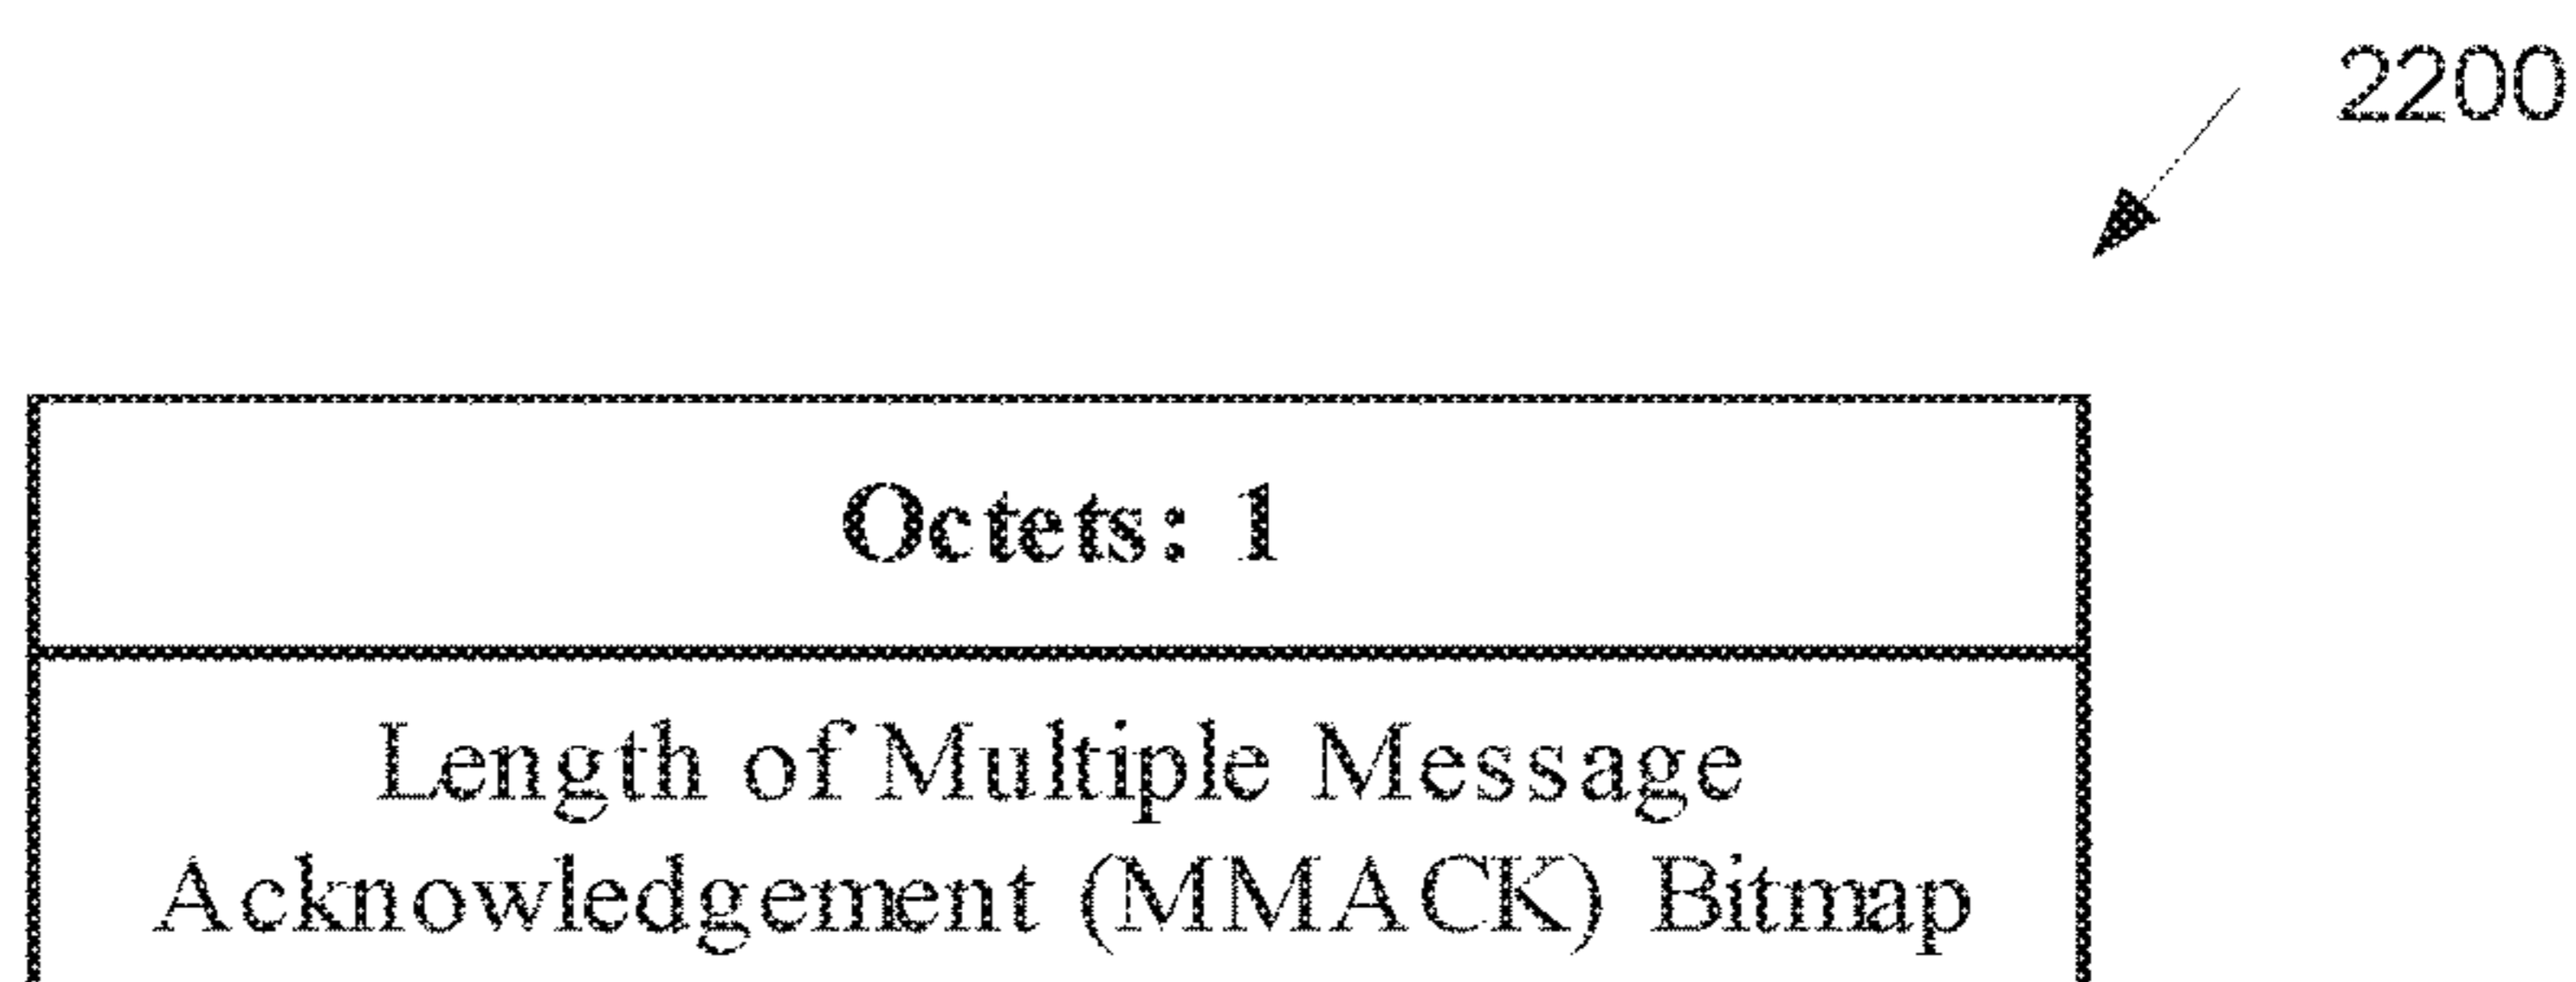 2200
Octets: 1
Length of Multiple Message
Acknowledgement (MMACK) Bitmap